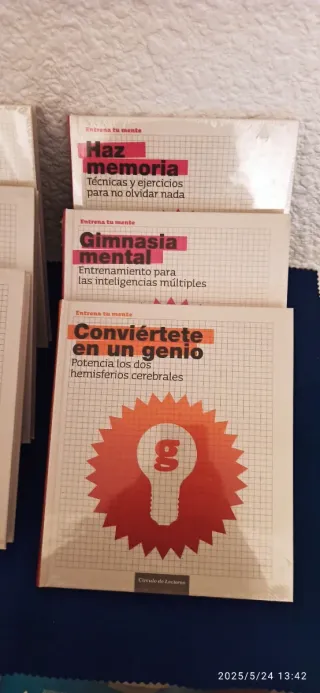 Entrena tu mente
Haz
memoria
Técnicas y ejercicios
para no olvidar nada
Entrena tu mente
Gimnasia
mental
Entrenamiento para
las inteligencias múltiples
Entrena tu mente
Conviértete
en un genio
Potencia los dos
hemisferios cerebrales
g
Círculo de Lectores
2025/5/24 13:42